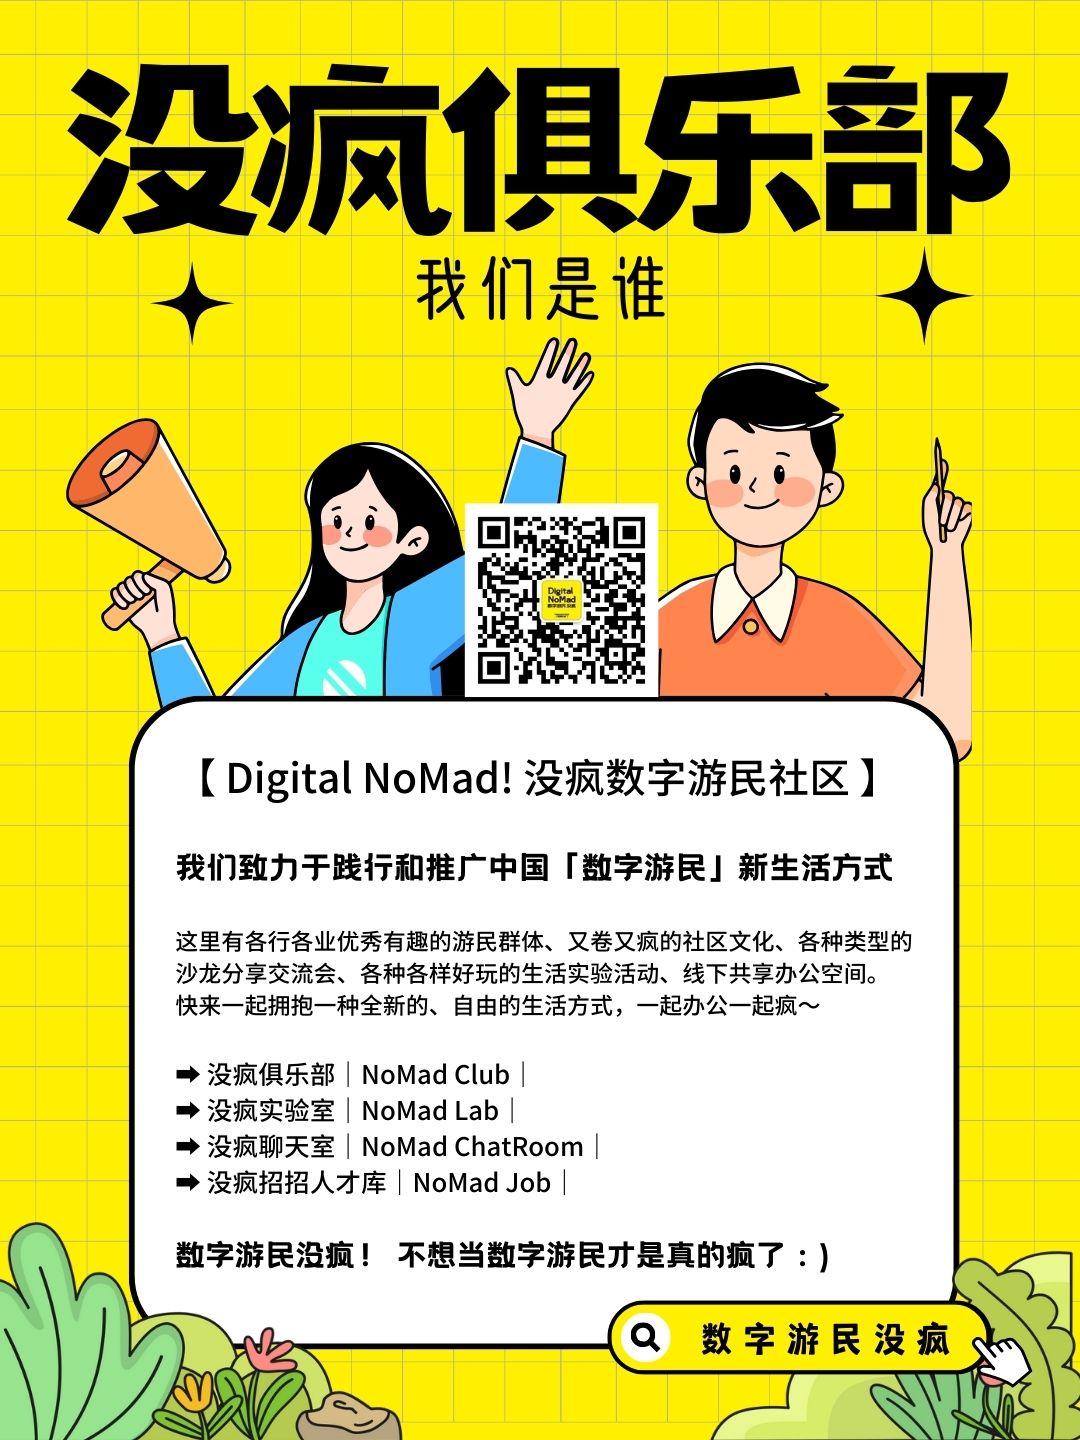 没疯俱乐部
我们是谁
Digital
NoMad
【 Digital NoMad! 没疯数字游民社区 】
我们致力于践行和推广中国「数字游民」新生活方式
这里有各行各业优秀有趣的游民群体、又卷又疯的社区文化、各种类型的
沙龙分享交流会、各种各样好玩的生活实验活动、线下共享办公空间。
快来一起拥抱一种全新的、自由的生活方式，一起办公一起疯～
➡ 没疯俱乐部｜NoMad Club｜
➡ 没疯实验室｜NoMad Lab｜
➡ 没疯聊天室｜NoMad ChatRoom｜
➡ 没疯招招人才库｜NoMad Job｜
数字游民没疯！ 不想当数字游民才是真的疯了 : )
数字游民没疯